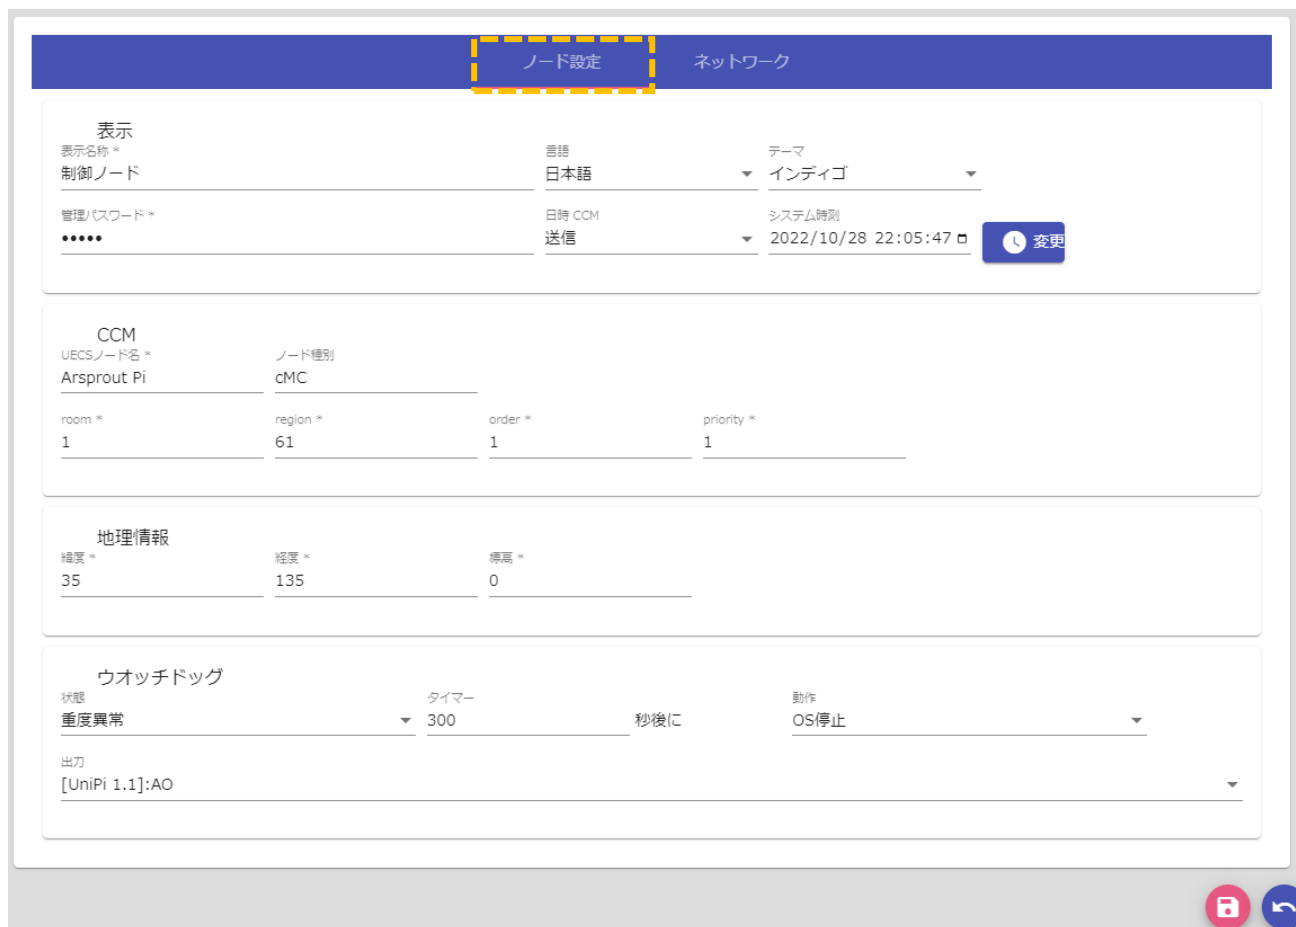 ノード設定 ネットワーク
表示
表示名称 * 言語 テーマ
制御ノード 日本語 インディゴ
管理パスワード * 日時 CCM システム時刻
••••• 送信 2022/10/28 22:05:47 変更
CCM
UECSノード名 * ノード種別
Arsprout Pi cMC
room * region * order * priority *
1 61 1 1
地理情報
緯度 * 経度 * 標高 *
35 135 0
ウオッチドッグ
状態 タイマー 動作
重度異常 300 秒後に OS停止
出力
[UniPi 1.1]:AO